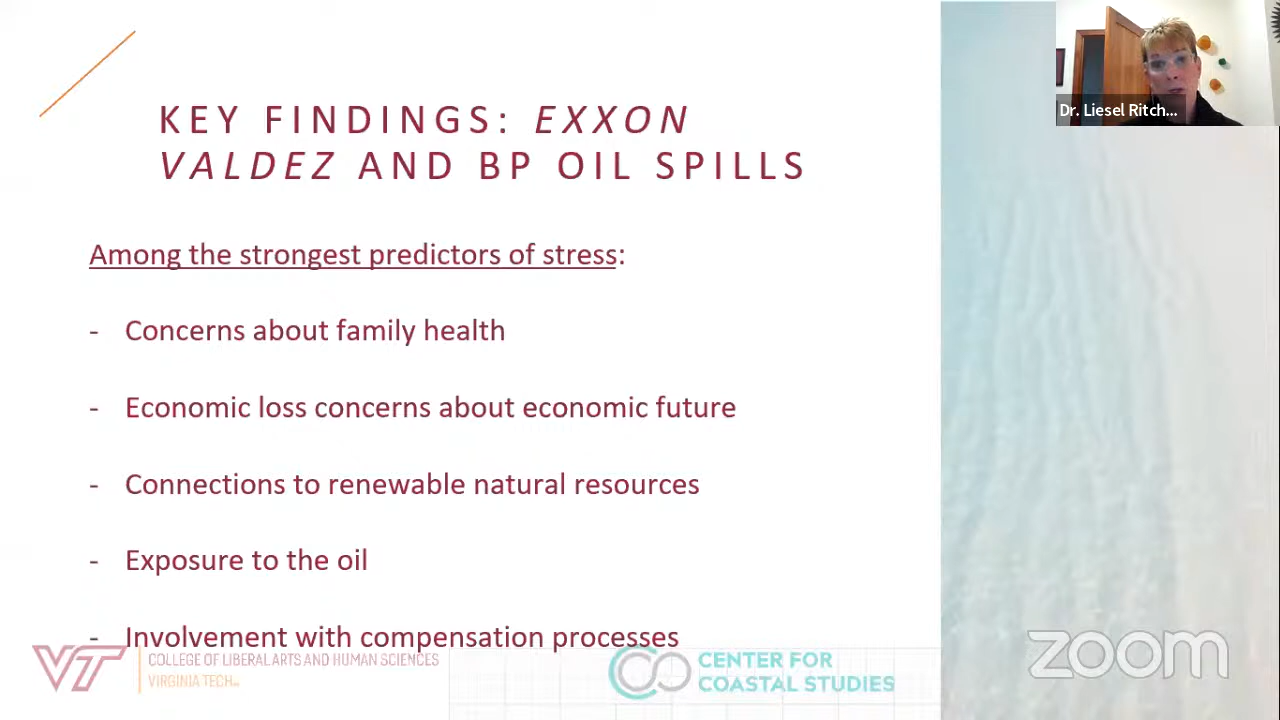 KEY FINDINGS: EXXON
VALDEZ AND BP OIL SPILLS
Dr. Liesel Ritch...
Among the strongest predictors of stress:
- Concerns about family health
- Economic loss concerns about economic future
- Connections to renewable natural resources
- Exposure to the oil
- Involvement with compensation processes
VT
COLLEGE OF LIBERAL ARTS AND HUMAN SCIENCES
VIRGINIA TECH
CENTER FOR
COASTAL STUDIES
zoom